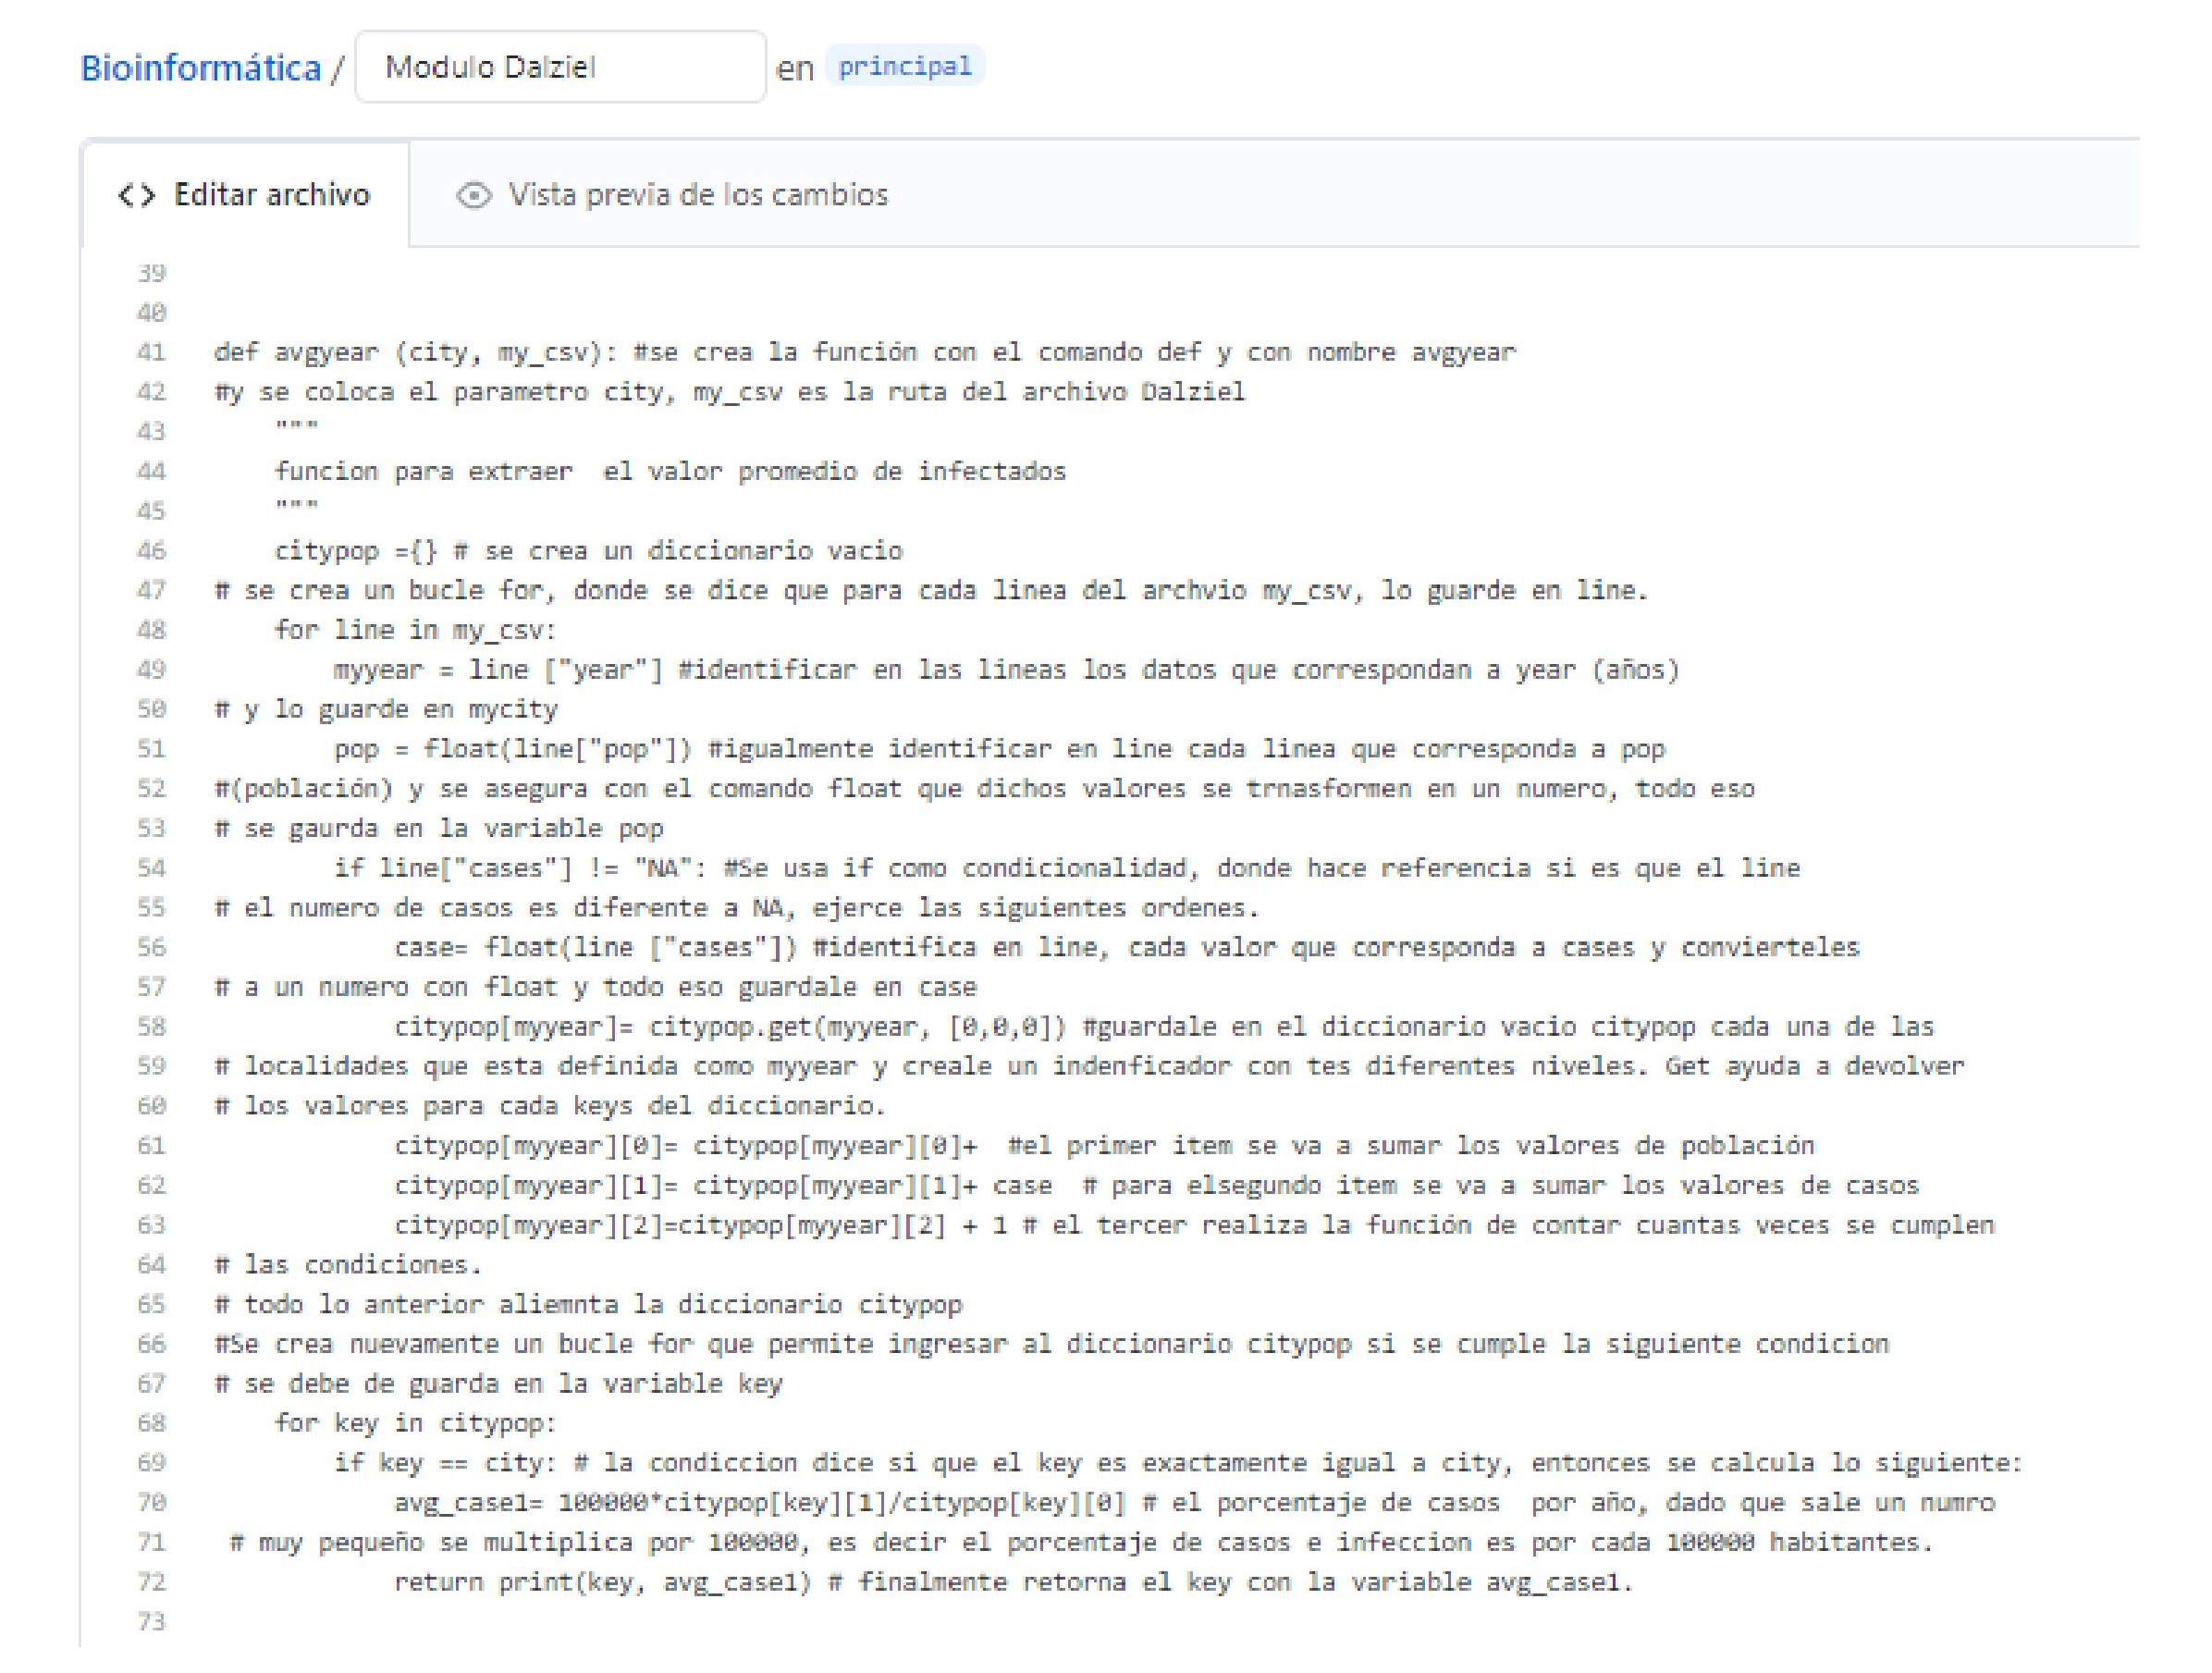 Bioinformática / Modulo Dalziel en principal
<> Editar archivo Vista previa de los cambios
39
40
41 def avgyear (city, my_csv): #se crea la función con el comando def y con nombre avgyear
42 #y se coloca el parametro city, my_csv es la ruta del archivo Dalziel
43     """
44     funcion para extraer  el valor promedio de infectados
45     """
46     citypop ={} # se crea un diccionario vacio
47 # se crea un bucle for, donde se dice que para cada linea del archvio my_csv, lo guarde en line.
48     for line in my_csv:
49         myyear = line ["year"] #identificar en las lineas los datos que correspondan a year (años)
50 # y lo guarde en mycity
51         pop = float(line["pop"]) #igualmente identificar en line cada linea que corresponda a pop
52 #(población) y se asegura con el comando float que dichos valores se trnasformen en un numero, todo eso
53 # se gaurda en la variable pop
54         if line["cases"] != "NA": #Se usa if como condicionalidad, donde hace referencia si es que el line
55 # el numero de casos es diferente a NA, ejerce las siguientes ordenes.
56             case= float(line ["cases"]) #identifica en line, cada valor que corresponda a cases y convierteles
57 # a un numero con float y todo eso guardale en case
58             citypop[myyear]= citypop.get(myyear, [0,0,0]) #guardale en el diccionario vacio citypop cada una de las
59 # localidades que esta definida como myyear y creale un indenficador con tes diferentes niveles. Get ayuda a devolver
60 # los valores para cada keys del diccionario.
61             citypop[myyear][0]= citypop[myyear][0]+  #el primer item se va a sumar los valores de población
62             citypop[myyear][1]= citypop[myyear][1]+ case  # para elsegundo item se va a sumar los valores de casos
63             citypop[myyear][2]=citypop[myyear][2] + 1 # el tercer realiza la función de contar cuantas veces se cumplen
64 # las condiciones.
65 # todo lo anterior aliemnta la diccionario citypop
66 #Se crea nuevamente un bucle for que permite ingresar al diccionario citypop si se cumple la siguiente condicion
67 # se debe de guarda en la variable key
68     for key in citypop:
69         if key == city: # la condiccion dice si que el key es exactamente igual a city, entonces se calcula lo siguiente:
70             avg_case1= 100000*citypop[key][1]/citypop[key][0] # el porcentaje de casos  por año, dado que sale un numro
71  # muy pequeño se multiplica por 100000, es decir el porcentaje de casos e infeccion es por cada 100000 habitantes.
72             return print(key, avg_case1) # finalmente retorna el key con la variable avg_case1.
73